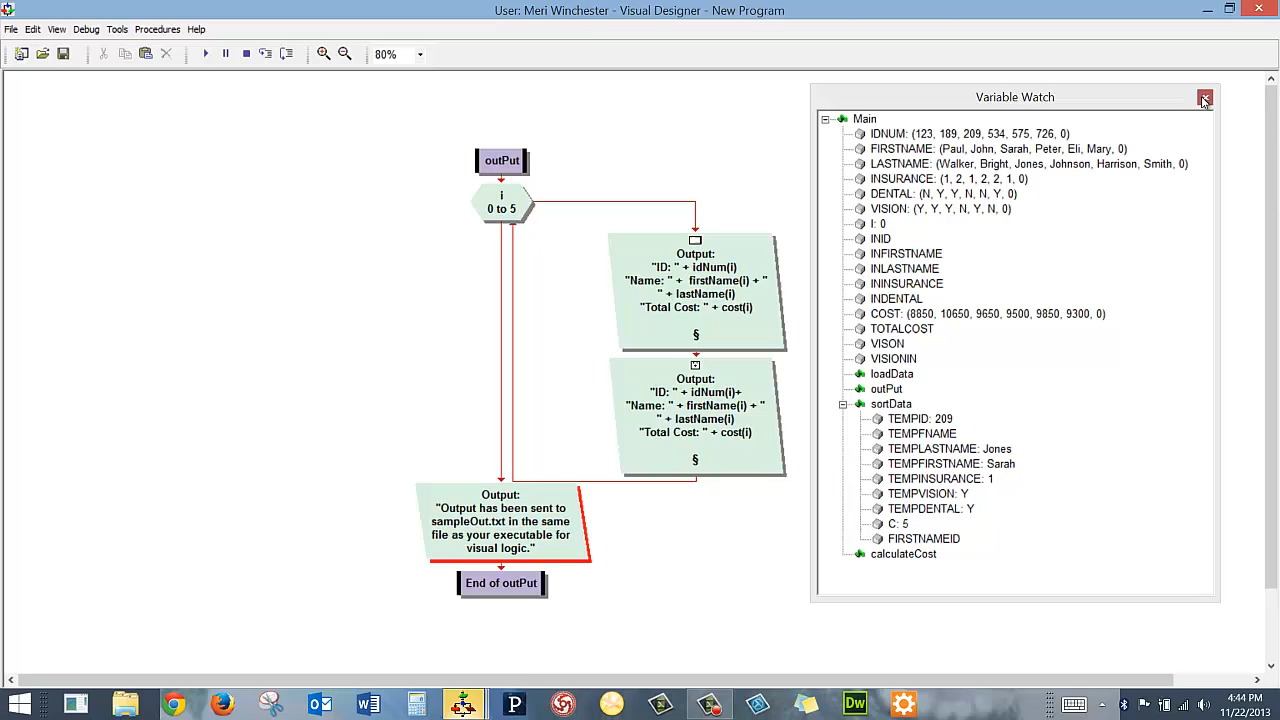 User: Meri Winchester - Visual Designer - New Program
File Edit View Debug Tools Procedures Help
80%
outPut
i
0 to 5
Output:
"ID: " + idNum(i)
"Name: " + firstName(i) + "
" + lastName(i)
"Total Cost: " + cost(i)
§
Output:
"ID: " + idNum(i)+
"Name: " + firstName(i) + "
" + lastName(i)
"Total Cost: " + cost(i)
§
Output:
"Output has been sent to
sampleOut.txt in the same
file as your executable for
visual logic."
End of outPut
Variable Watch
Main
IDNUM: (123, 189, 209, 534, 575, 726, 0)
FIRSTNAME: (Paul, John, Sarah, Peter, Eli, Mary, 0)
LASTNAME: (Walker, Bright, Jones, Johnson, Harrison, Smith, 0)
INSURANCE: (1, 2, 1, 2, 2, 1, 0)
DENTAL: (N, Y, Y, N, N, Y, 0)
VISION: (Y, Y, Y, N, Y, N, 0)
I: 0
INID
INFIRSTNAME
INLASTNAME
ININSURANCE
INDENTAL
COST: (8850, 10650, 9650, 9500, 9850, 9300, 0)
TOTALCOST
VISON
VISIONIN
loadData
outPut
sortData
TEMPID: 209
TEMPFNAME
TEMPLASTNAME: Jones
TEMPFIRSTNAME: Sarah
TEMPINSURANCE: 1
TEMPVISION: Y
TEMPDENTAL: Y
C: 5
FIRSTNAMEID
calculateCost
P
Dw
4:44 PM
11/22/2013